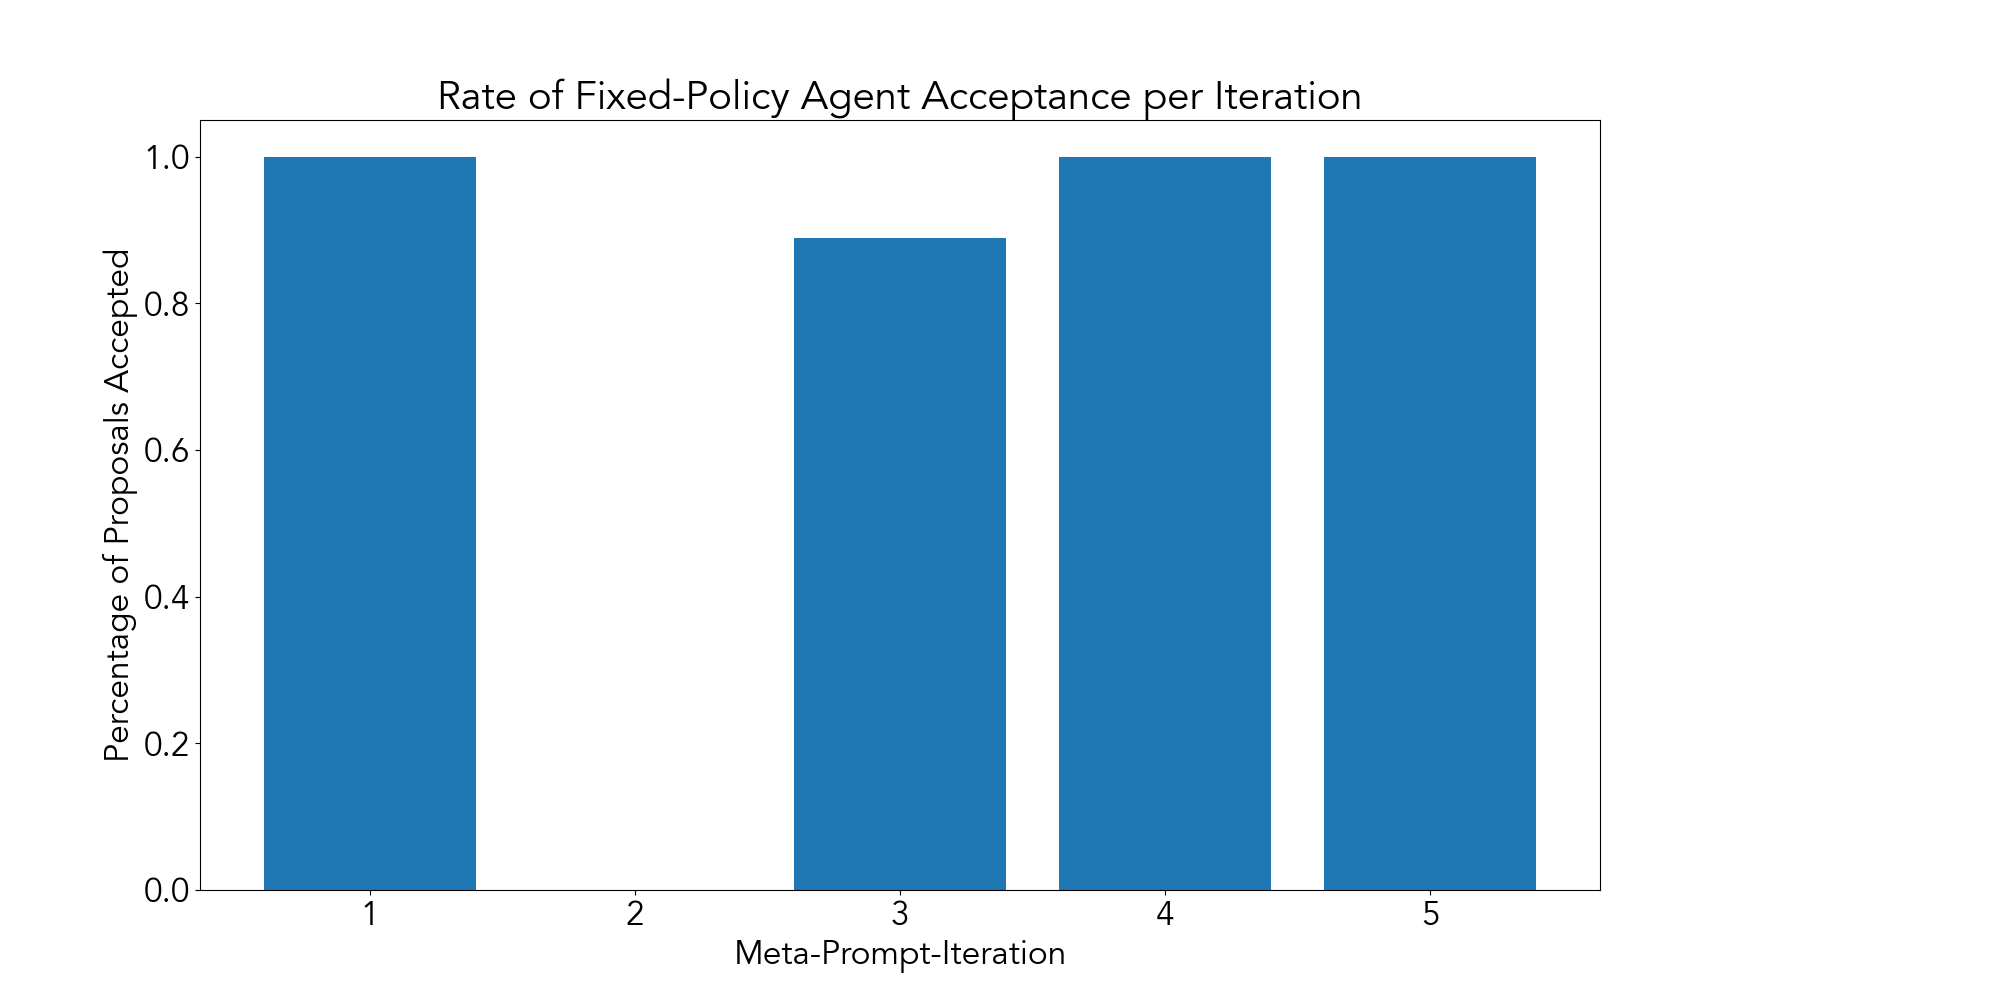 Rate of Fixed-Policy Agent Acceptance per Iteration
Percentage of Proposals Accepted
1.0
0.8
0.6
0.4
0.2
0.0
1 2 3 4 5
Meta-Prompt-Iteration